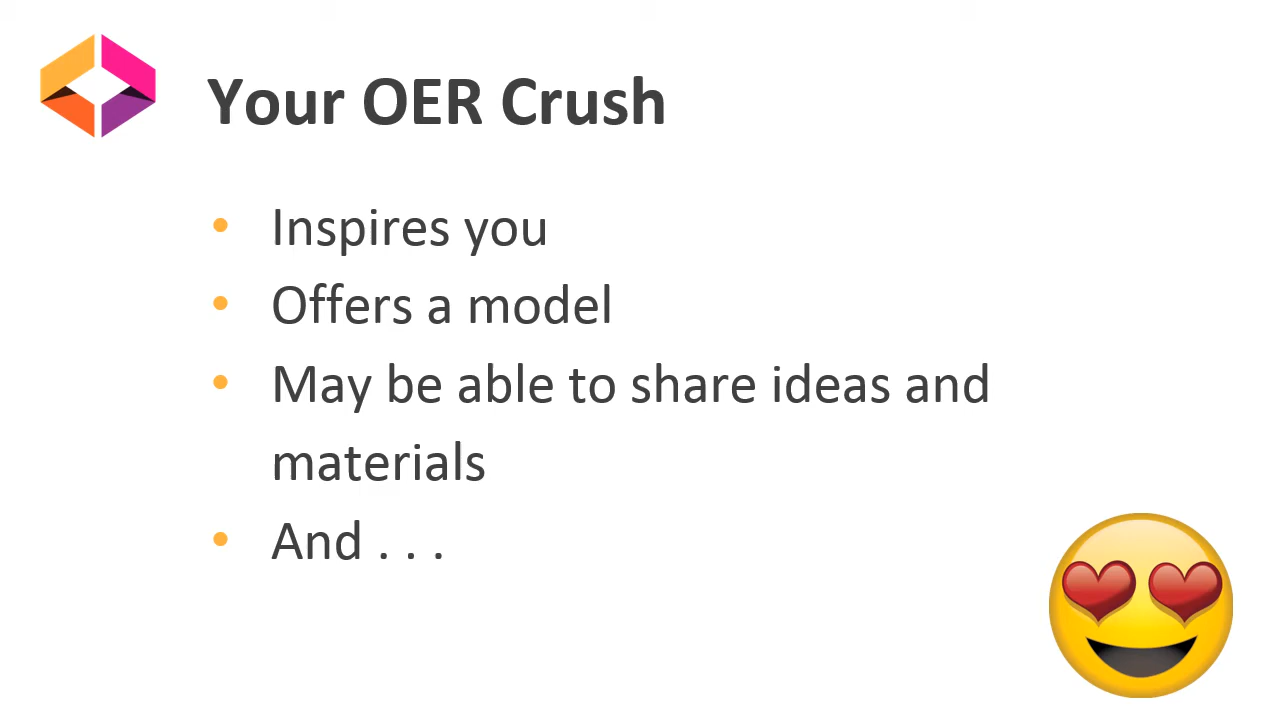 Your OER Crush
• Inspires you
• Offers a model
• May be able to share ideas and
materials
• And . . .